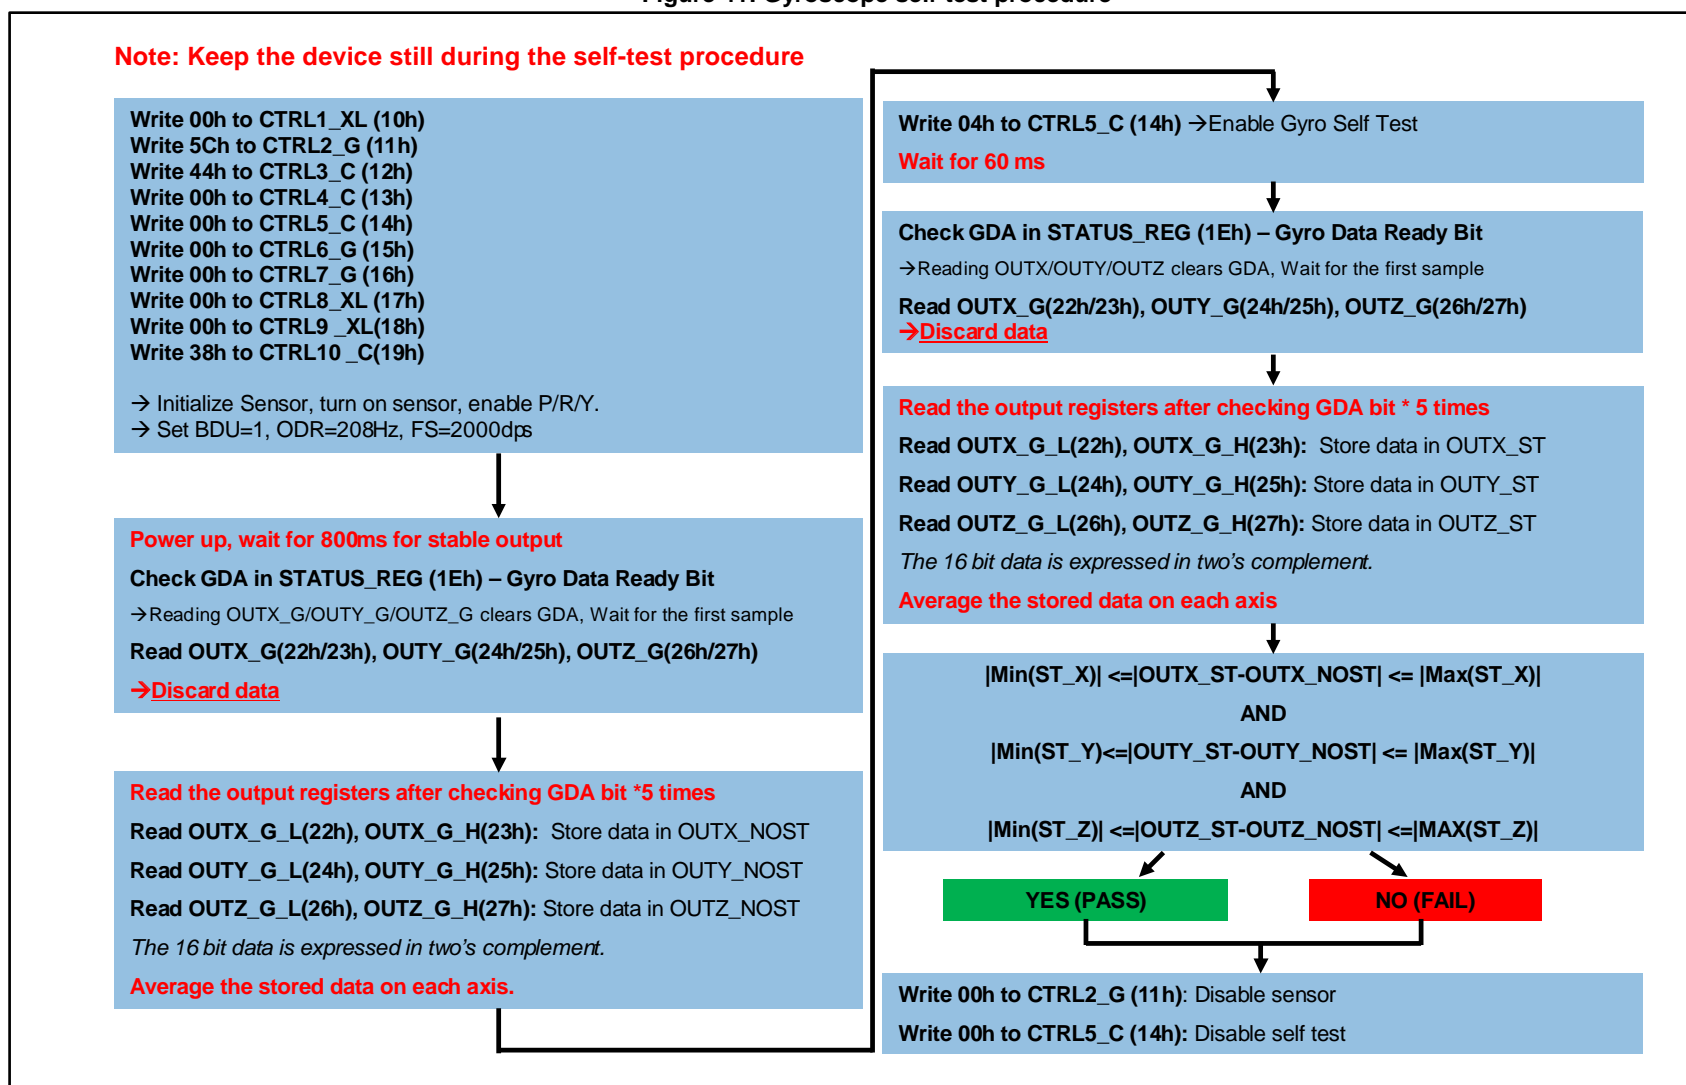 Note: Keep the device still during the self-test procedure
Write 00h to CTRL1_XL (10h)
Write 5Ch to CTRL2_G (11h)
Write 44h to CTRL3_C (12h)
Write 00h to CTRL4_C (13h)
Write 00h to CTRL5_C (14h)
Write 00h to CTRL6_G (15h)
Write 00h to CTRL7_G (16h)
Write 00h to CTRL8_XL (17h)
Write 00h to CTRL9 _XL(18h)
Write 38h to CTRL10 _C(19h)
→ Initialize Sensor, turn on sensor, enable P/R/Y.
→ Set BDU=1, ODR=208Hz, FS=2000dps
Power up, wait for 800ms for stable output
Check GDA in STATUS_REG (1Eh) – Gyro Data Ready Bit
→Reading OUTX_G/OUTY_G/OUTZ_G clears GDA, Wait for the first sample
Read OUTX_G(22h/23h), OUTY_G(24h/25h), OUTZ_G(26h/27h)
→Discard data
Read the output registers after checking GDA bit *5 times
Read OUTX_G_L(22h), OUTX_G_H(23h): Store data in OUTX_NOST
Read OUTY_G_L(24h), OUTY_G_H(25h): Store data in OUTY_NOST
Read OUTZ_G_L(26h), OUTZ_G_H(27h): Store data in OUTZ_NOST
The 16 bit data is expressed in two's complement.
Average the stored data on each axis.
Write 04h to CTRL5_C (14h) →Enable Gyro Self Test
Wait for 60 ms
Check GDA in STATUS_REG (1Eh) – Gyro Data Ready Bit
→Reading OUTX/OUTY/OUTZ clears GDA, Wait for the first sample
Read OUTX_G(22h/23h), OUTY_G(24h/25h), OUTZ_G(26h/27h)
→Discard data
Read the output registers after checking GDA bit * 5 times
Read OUTX_G_L(22h), OUTX_G_H(23h): Store data in OUTX_ST
Read OUTY_G_L(24h), OUTY_G_H(25h): Store data in OUTY_ST
Read OUTZ_G_L(26h), OUTZ_G_H(27h): Store data in OUTZ_ST
The 16 bit data is expressed in two's complement.
Average the stored data on each axis
|Min(ST_X)| <=|OUTX_ST-OUTX_NOST| <= |Max(ST_X)|
AND
|Min(ST_Y)<=|OUTY_ST-OUTY_NOST| <= |Max(ST_Y)|
AND
|Min(ST_Z)| <=|OUTZ_ST-OUTZ_NOST| <=|MAX(ST_Z)|
YES (PASS)
NO (FAIL)
Write 00h to CTRL2_G (11h): Disable sensor
Write 00h to CTRL5_C (14h): Disable self test